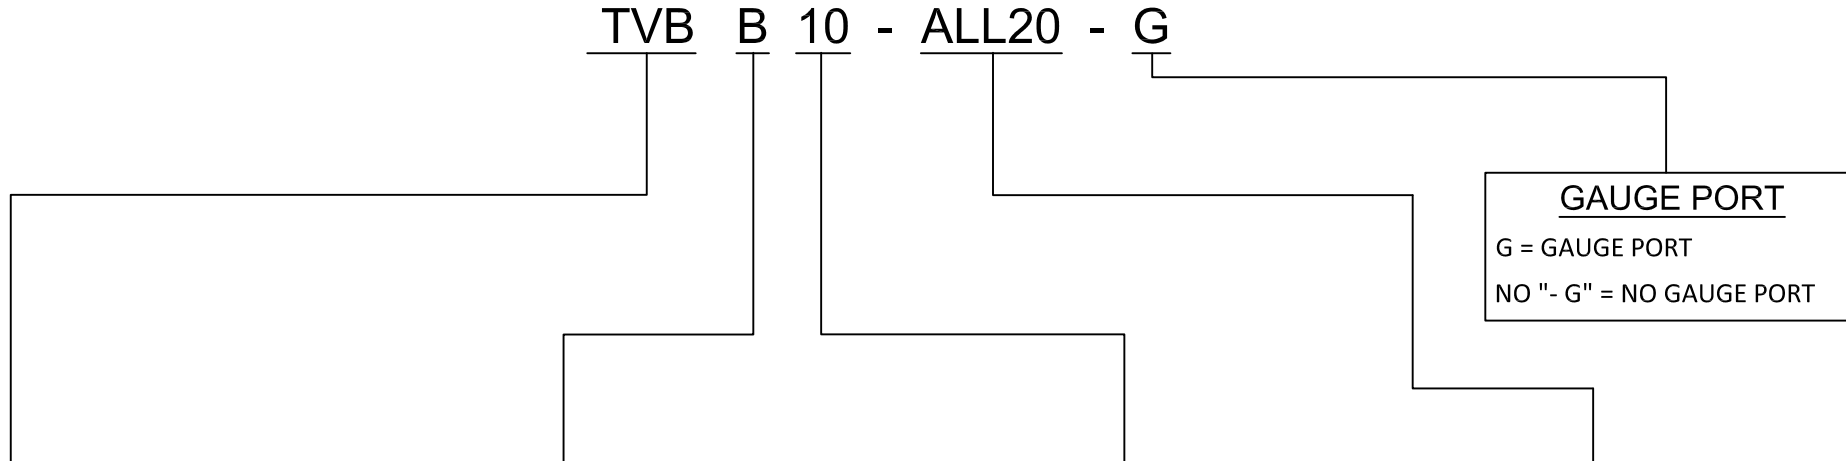 TVB B 10 - ALL20 - G
GAUGE PORT
G = GAUGE PORT
NO "- G" = NO GAUGE PORT